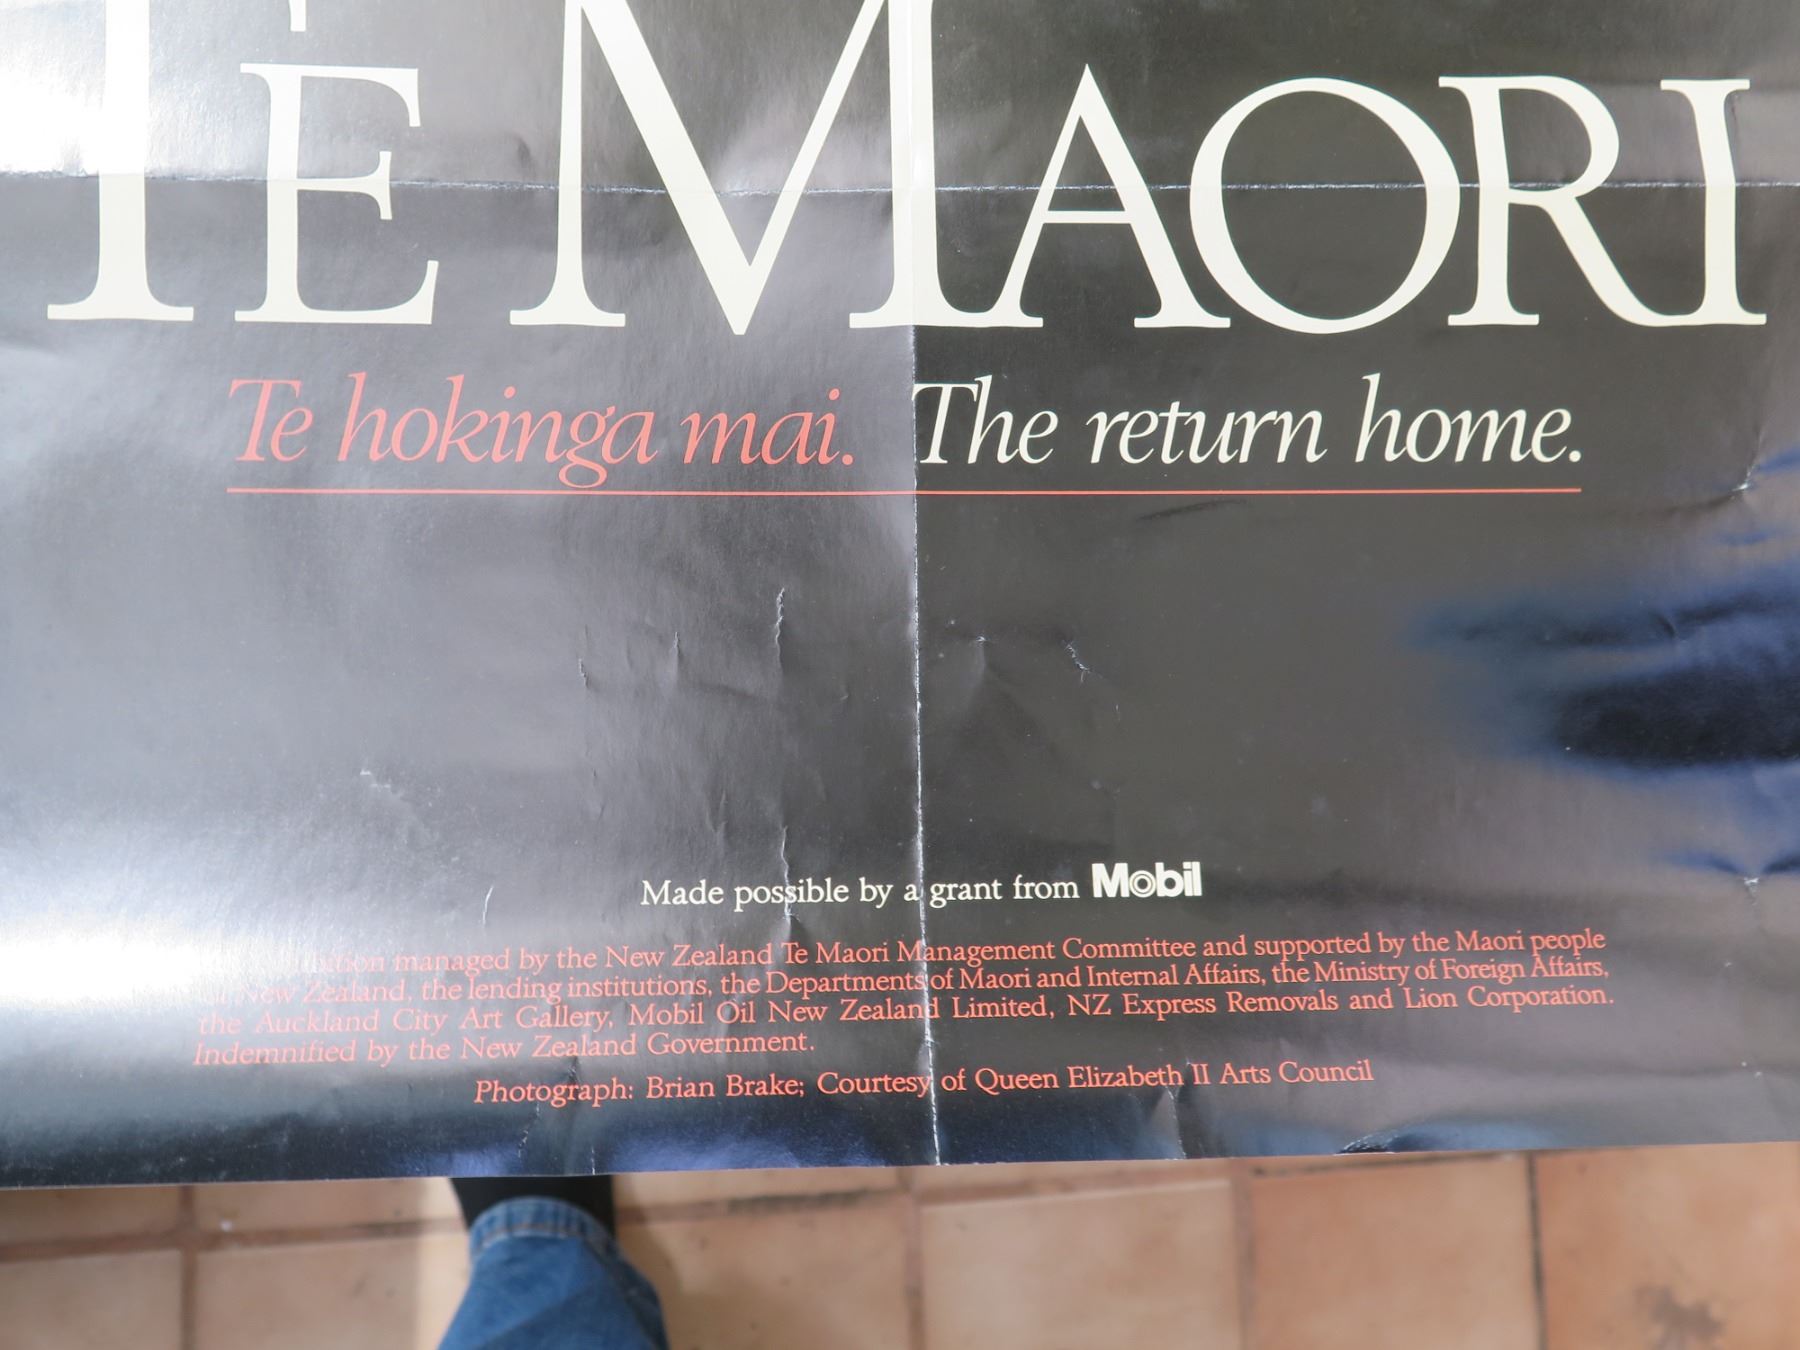 TE MAORI
Te hokinga mai. The return home.
Made possible by a grant from Mobil
managed by the New Zealand Te Maori Management Committee and supported by the Maori people
of New Zealand, the lending institutions, the Departments of Maori and Internal Affairs, the Ministry of Foreign Affairs,
the Auckland City Art Gallery, Mobil Oil New Zealand Limited, NZ Express Removals and Lion Corporation.
Indemnified by the New Zealand Government.
Photograph: Brian Brake; Courtesy of Queen Elizabeth II Arts Council